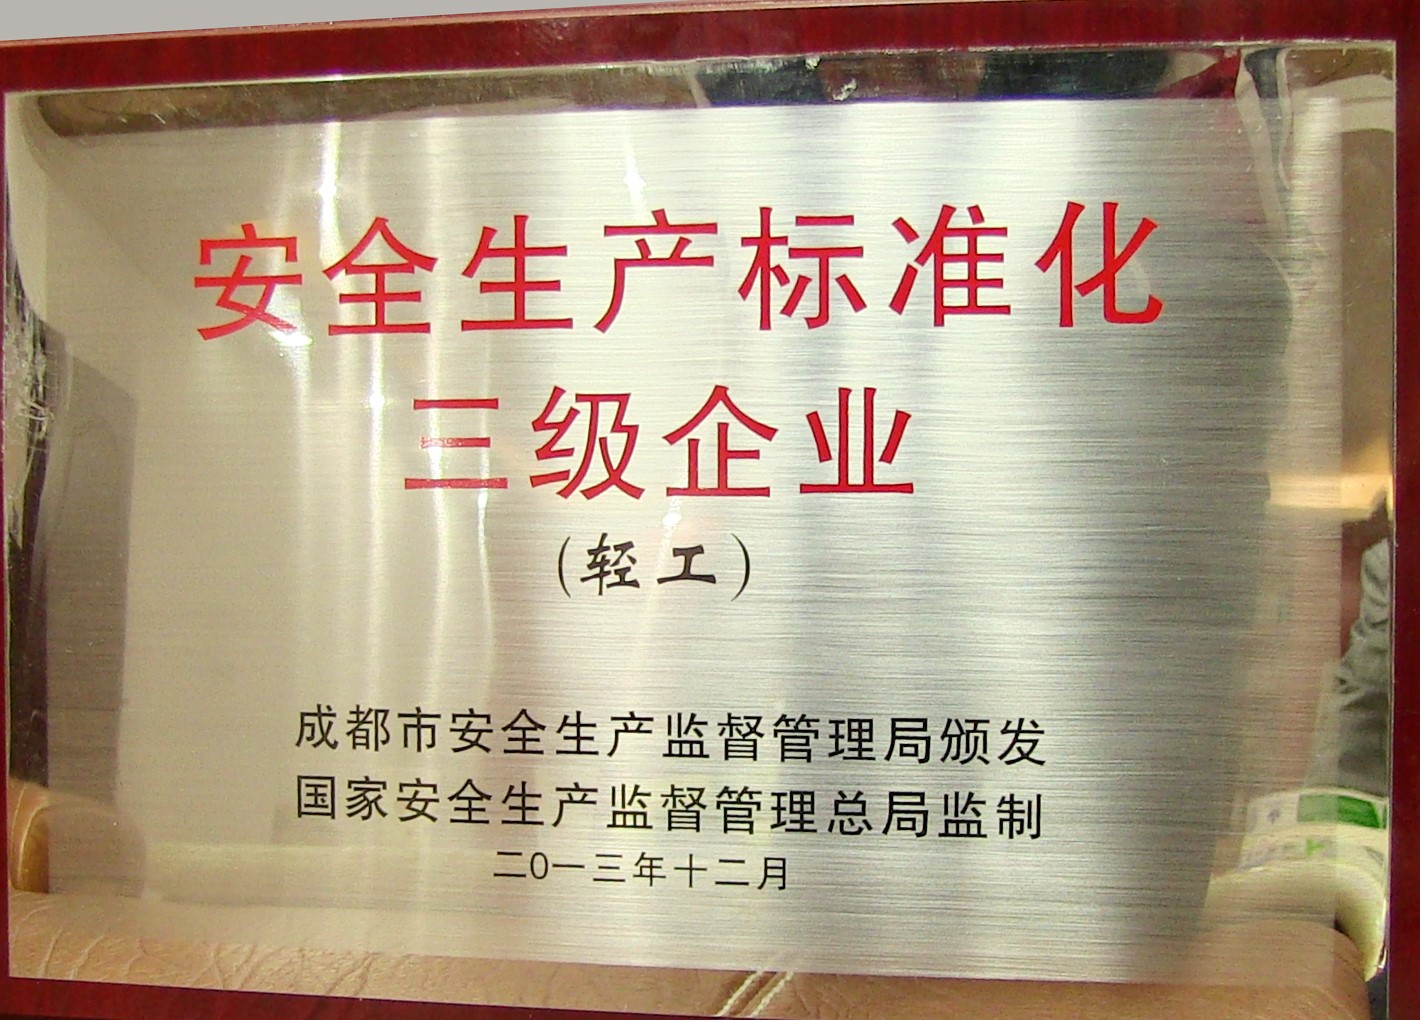 安全生产标准化
三级企业
(轻工)
成都市安全生产监督管理局颁发
国家安全生产监督管理总局监制
二0一三年十二月